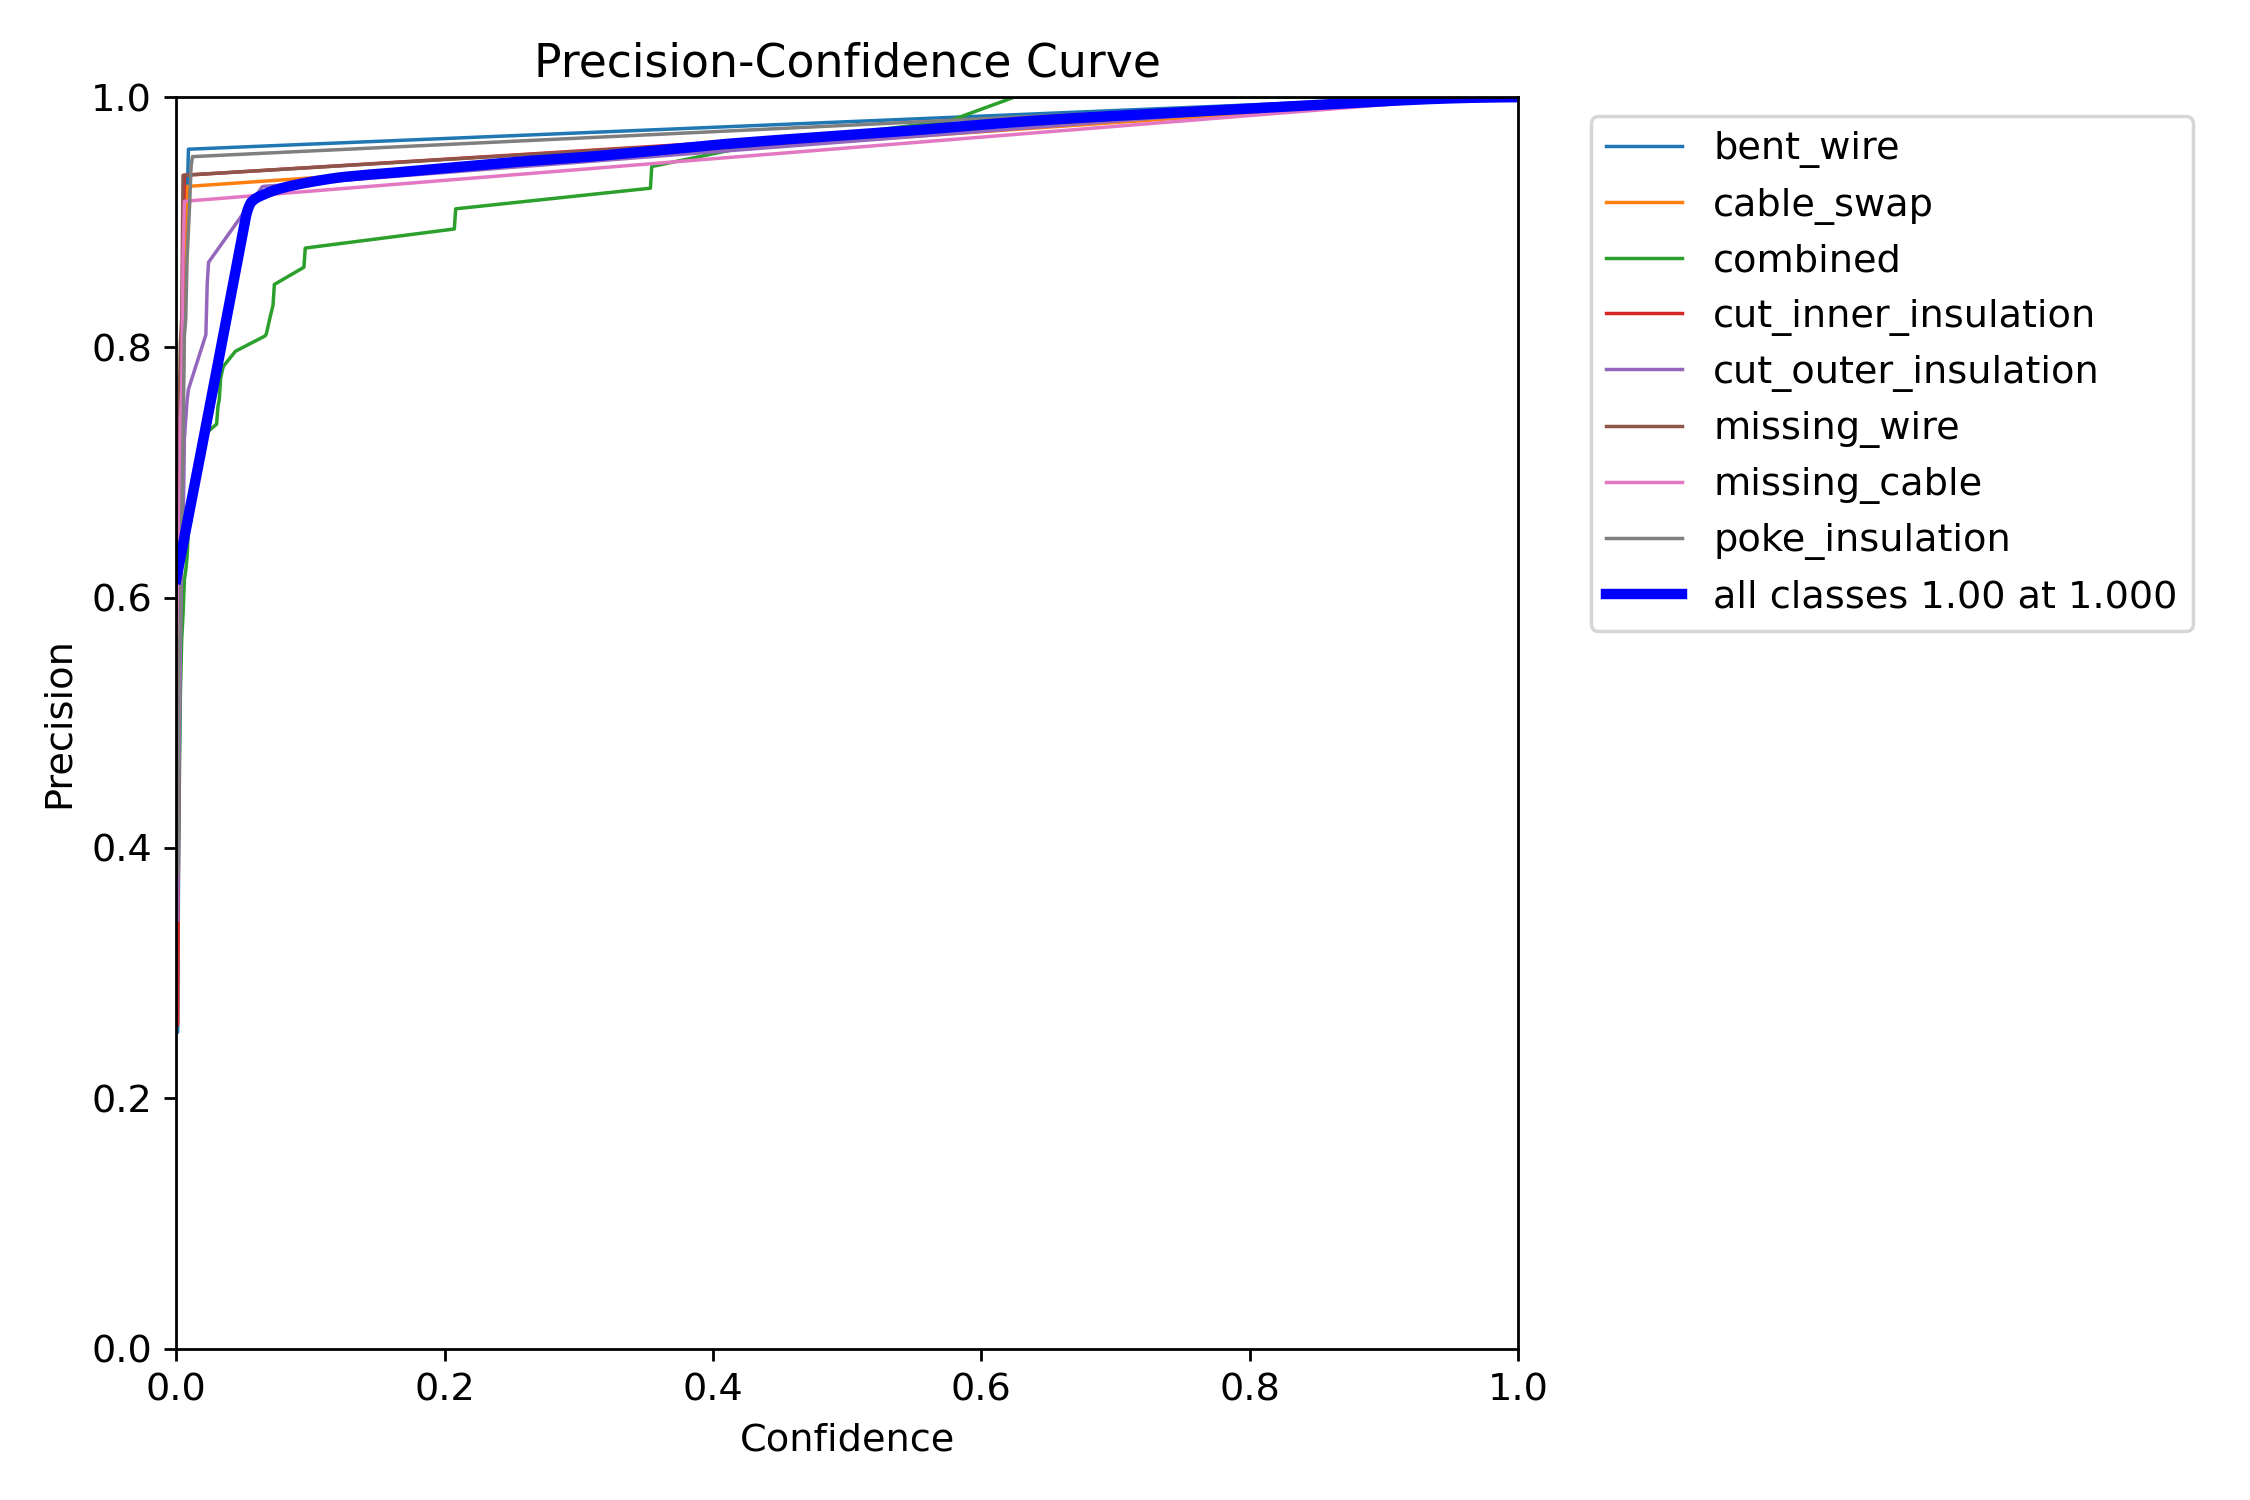 Precision-Confidence Curve
1.0
0.8
0.6
0.4
0.2
0.0
Precision
0.0 0.2 0.4 0.6 0.8 1.0
Confidence
bent_wire
cable_swap
combined
cut_inner_insulation
cut_outer_insulation
missing_wire
missing_cable
poke_insulation
all classes 1.00 at 1.000